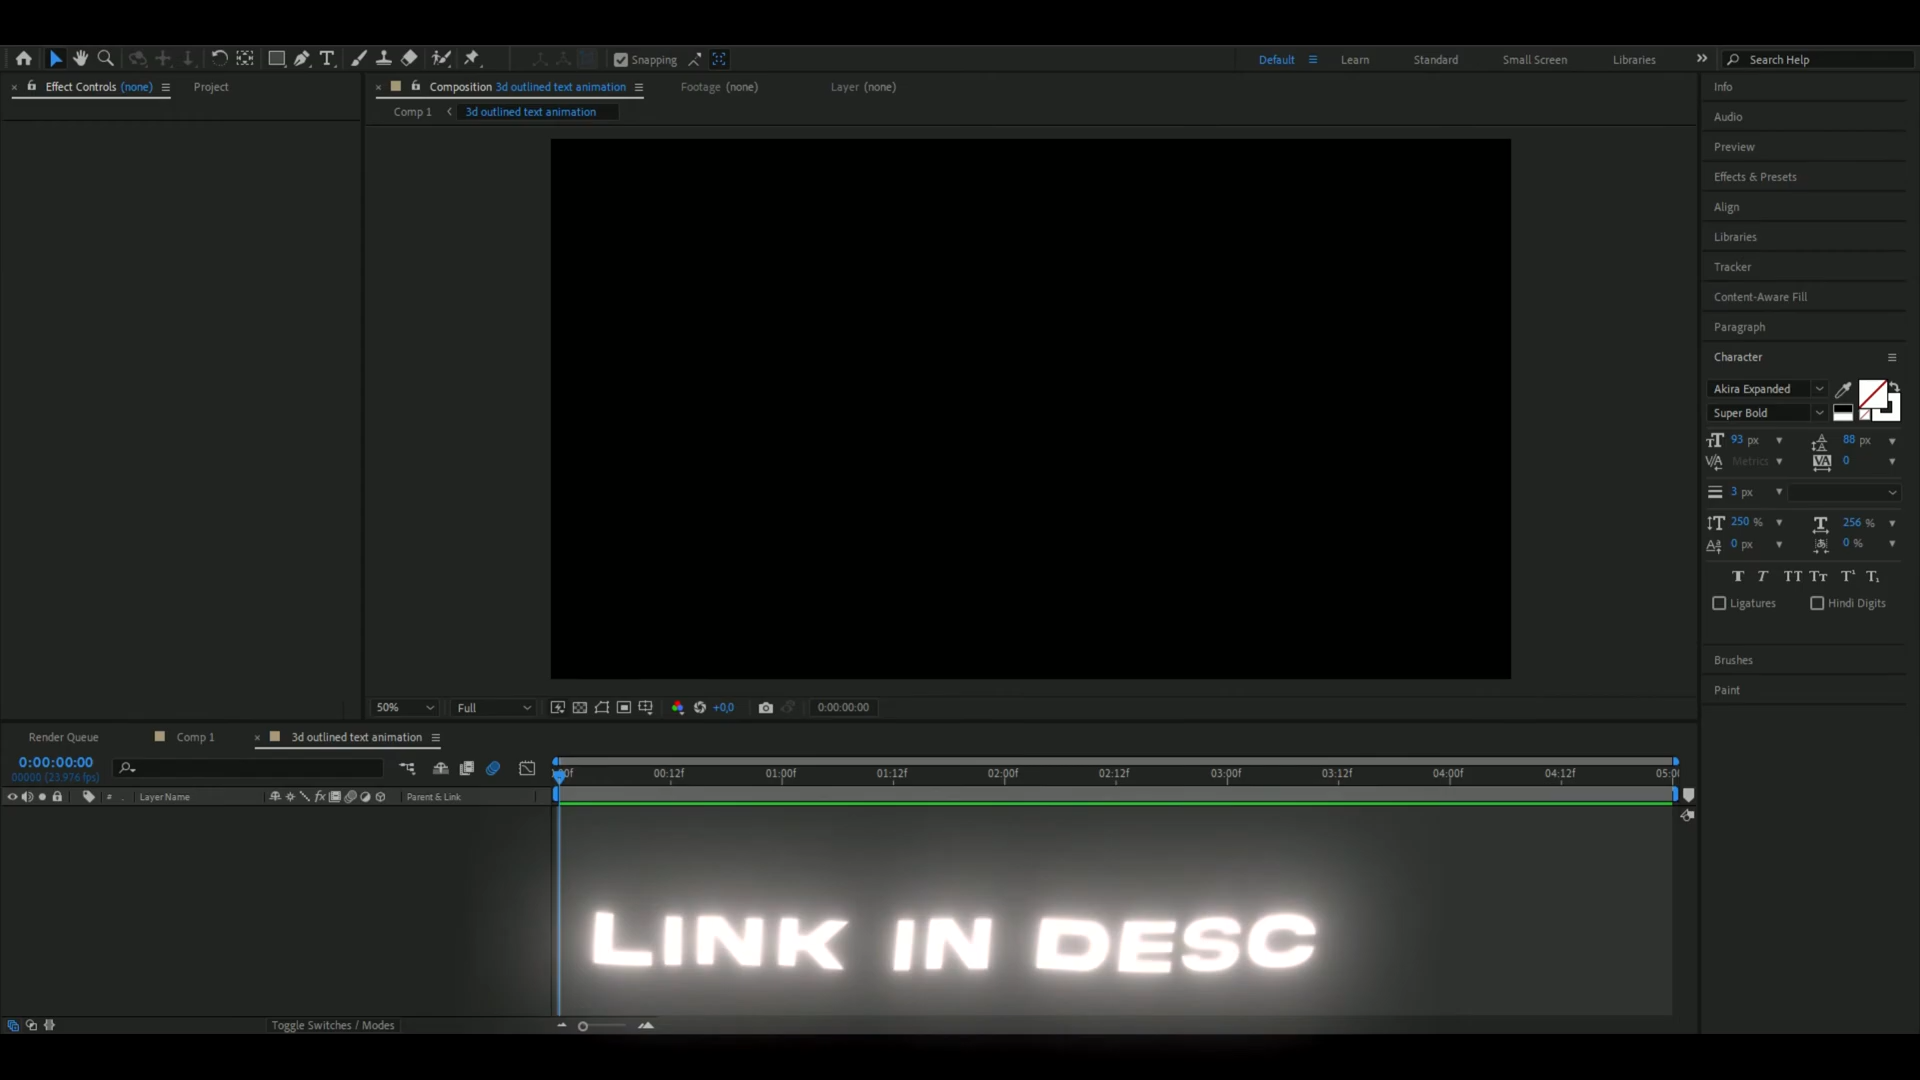 Snapping
Default
Learn
Standard
Small Screen
Libraries
Search Help
Effect Controls (none)
Project
Composition 3d outlined text animation
Footage (none)
Layer (none)
Comp 1
3d outlined text animation
Info
Audio
Preview
Effects & Presets
Align
Libraries
Tracker
Content-Aware Fill
Paragraph
Character
Akira Expanded
Super Bold
93 px
88 px
Metrics
0
3 px
250 %
256 %
0 px
0 %
Ligatures
Hindi Digits
Brushes
Paint
50%
Full
+0,0
0:00:00:00
Render Queue
Comp 1
3d outlined text animation
0:00:00:00
00000 (23.976 fps)
00:12f
01:00f
01:12f
02:00f
02:12f
03:00f
03:12f
04:00f
04:12f
Layer Name
Parent & Link
LINK IN DESC
Toggle Switches / Modes